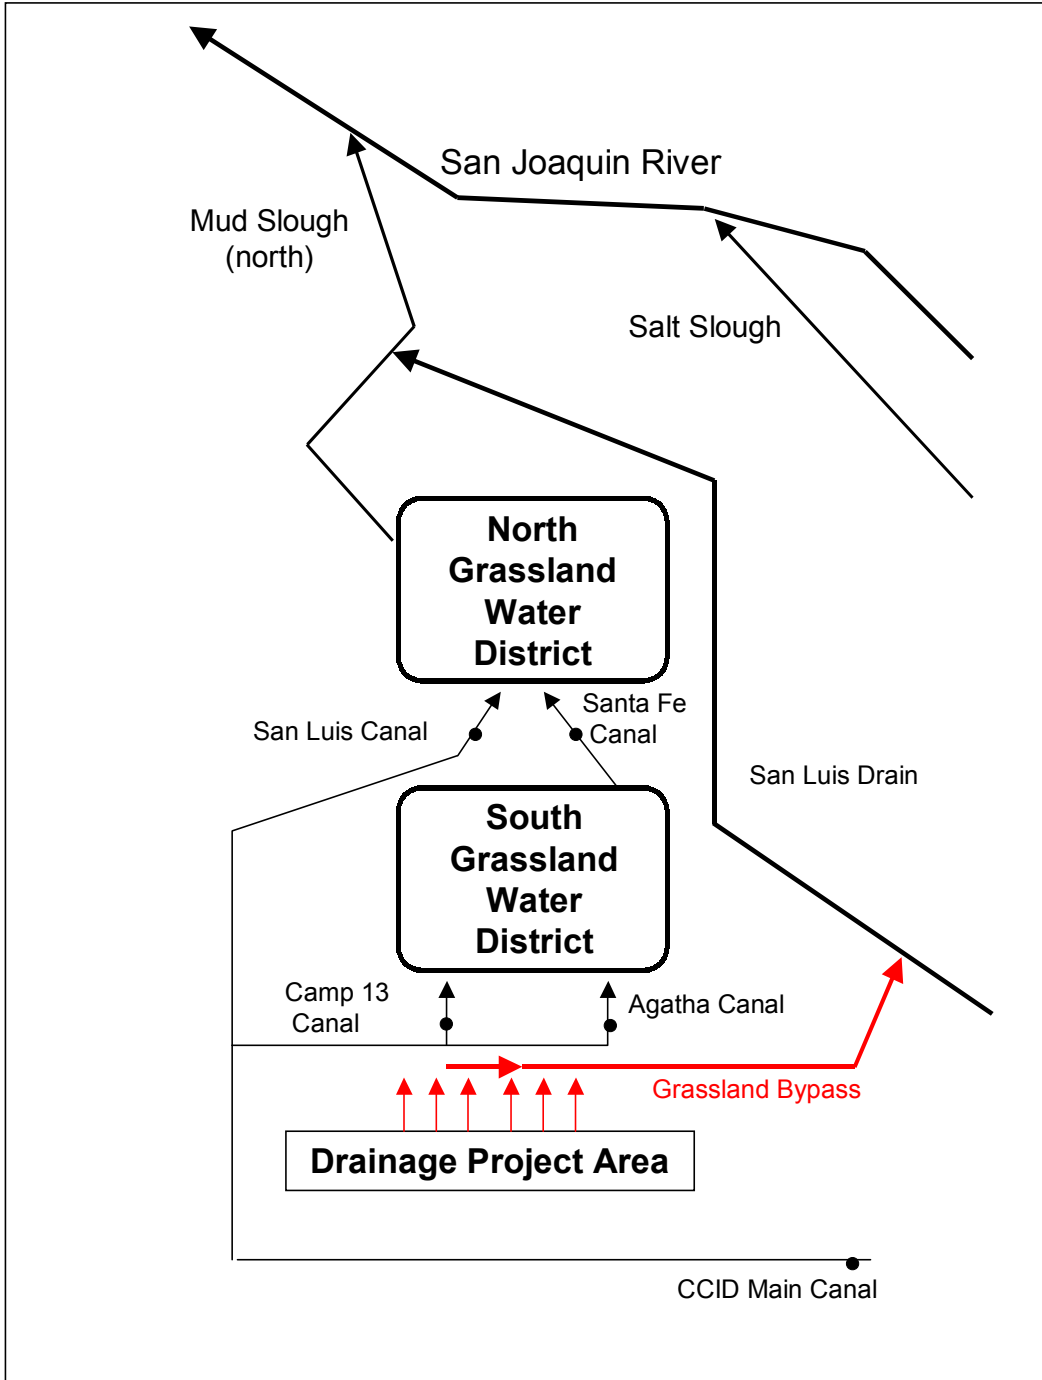 San Joaquin River
Mud Slough
(north)
Salt Slough
North
Grassland
Water
District
Santa Fe
Canal
San Luis Canal
San Luis Drain
South
Grassland
Water
District
Camp 13
Canal
Agatha Canal
Grassland Bypass
Drainage Project Area
CCID Main Canal